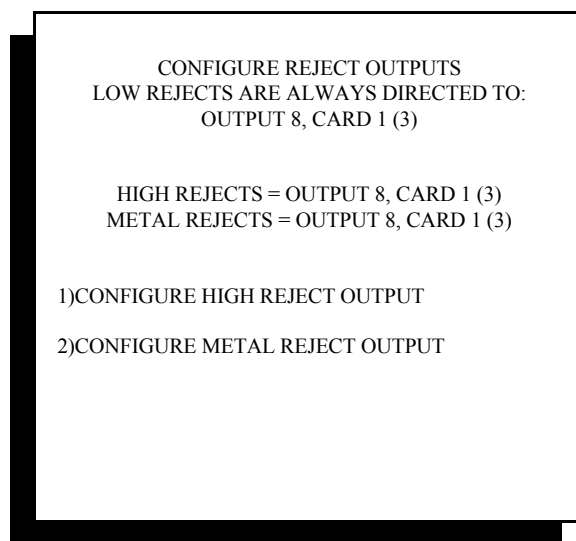 CONFIGURE REJECT OUTPUTS
LOW REJECTS ARE ALWAYS DIRECTED TO:
OUTPUT 8, CARD 1 (3)
HIGH REJECTS = OUTPUT 8, CARD 1 (3)
METAL REJECTS = OUTPUT 8, CARD 1 (3)
1)CONFIGURE HIGH REJECT OUTPUT
2)CONFIGURE METAL REJECT OUTPUT